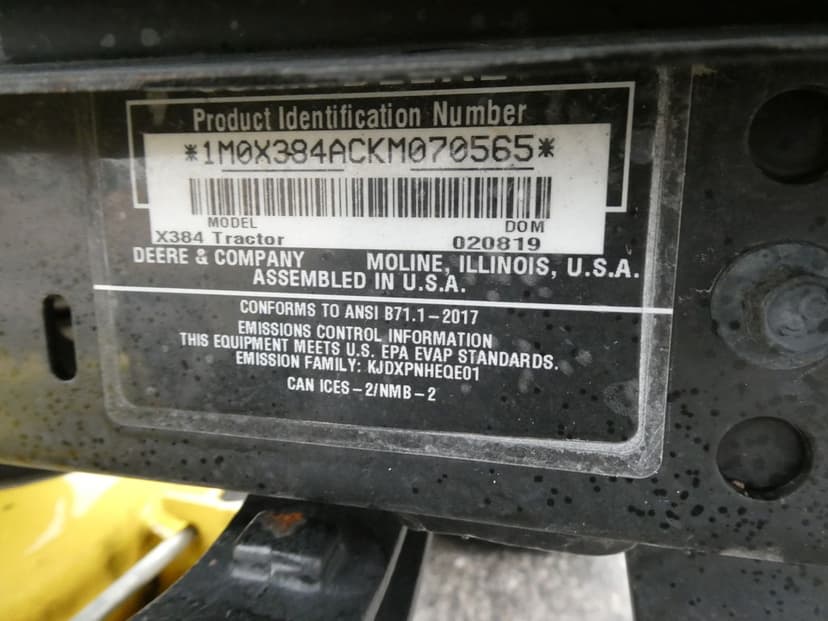 Product Identification Number
*1M0X384ACKM070565*
MODEL DOM
X384 Tractor 020819
DEERE & COMPANY MOLINE, ILLINOIS, U.S.A.
ASSEMBLED IN U.S.A.
CONFORMS TO ANSI B71.1-2017
EMISSIONS CONTROL INFORMATION
THIS EQUIPMENT MEETS U.S. EPA EVAP STANDARDS.
EMISSION FAMILY: KJDXPNHEQE01
CAN ICES-2/NMB-2